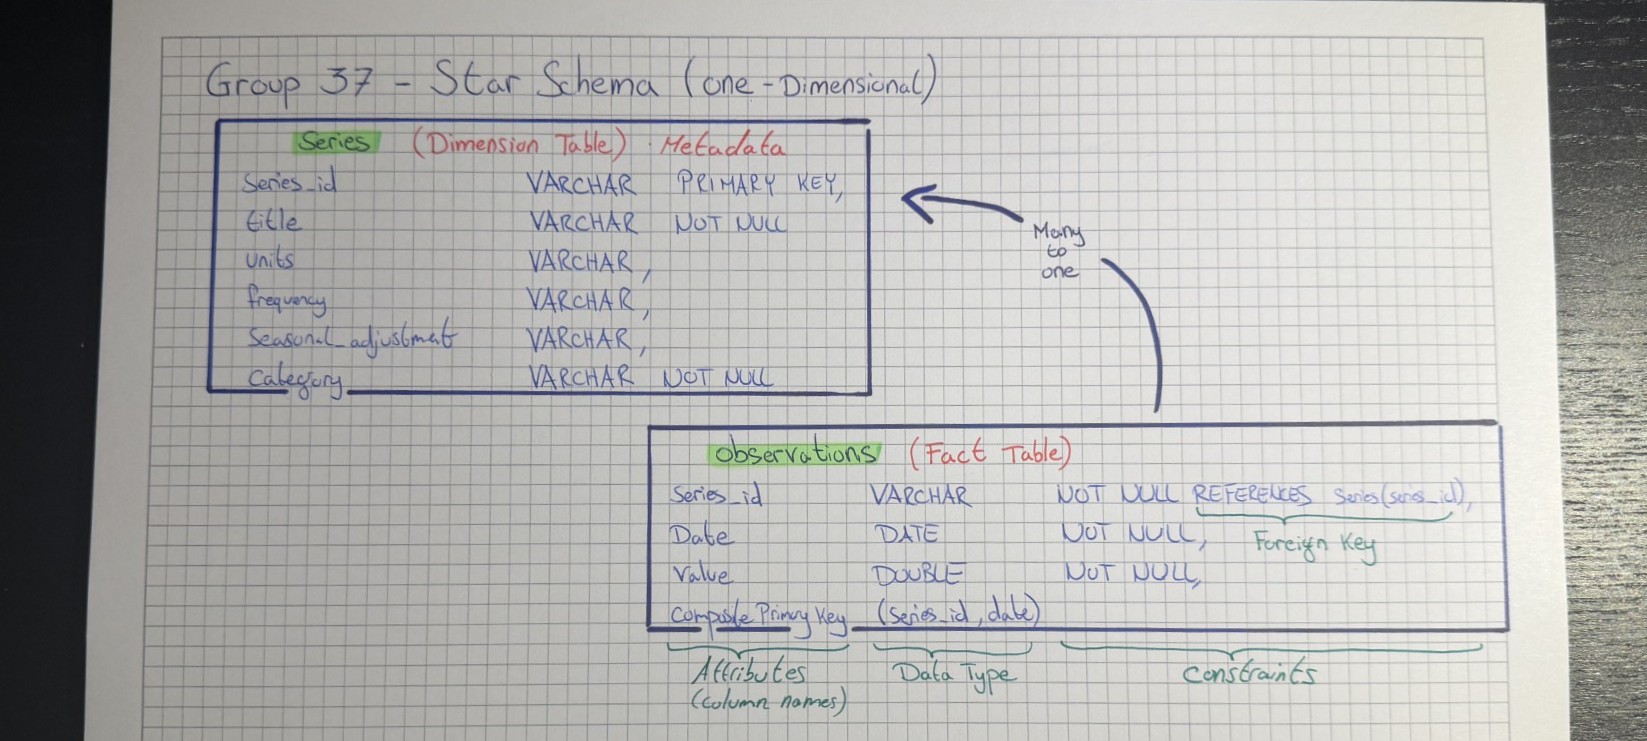 Group 37 - Star Schema (one-Dimensional)
Series (Dimension Table) · Metadata
Series_id VARCHAR PRIMARY KEY,
title VARCHAR NOT NULL
units VARCHAR,
frequency VARCHAR,
Seasonal_adjustment VARCHAR,
Category VARCHAR NOT NULL
Many
to
one
observations (Fact Table)
Series_id VARCHAR NOT NULL REFERENCES Series(series_id),
Date DATE NOT NULL,
Foreign Key
Value DOUBLE NOT NULL,
Composite Primary Key (Series_id, date)
Attributes Data Type Constraints
(column names)